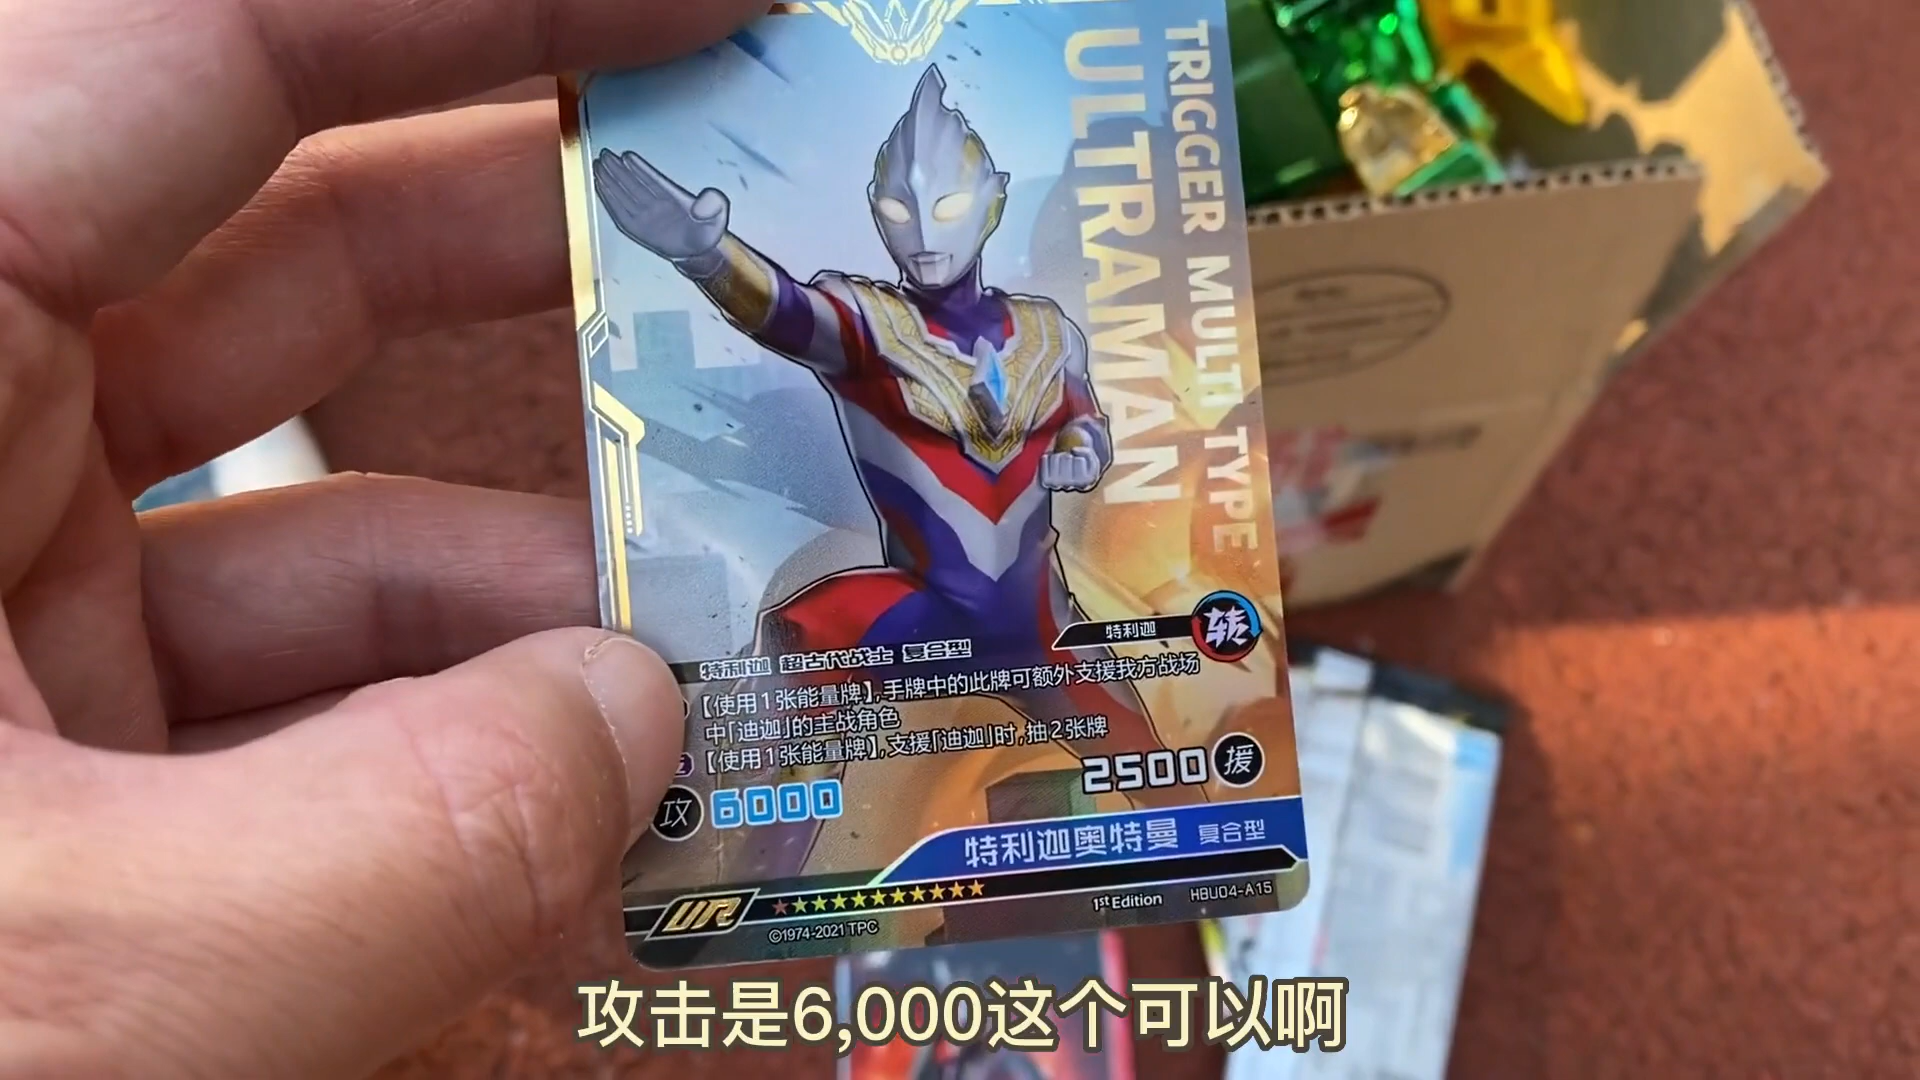 TRIGGER MULTI TYPE
ULTRAMAN
特利迦
转
特利迦 超古代战士 复合型
【使用1张能量牌】,手牌中的此牌可额外支援我方战场
中「迪迦」的主战角色
【使用1张能量牌】,支援「迪迦」时,抽2张牌
攻 6000
2500 援
特利迦奥特曼 复合型
UR
1st Edition HBU04-A15
©1974-2021 TPC
攻击是6,000这个可以啊